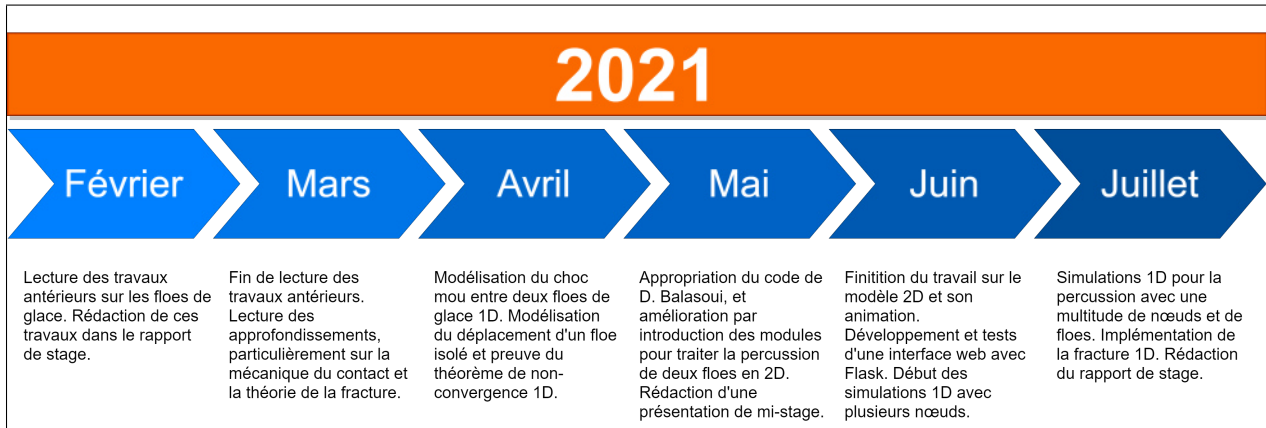 2021
Février
Mars
Avril
Mai
Juin
Juillet
Lecture des travaux
antérieurs sur les floes de
glace. Rédaction de ces
travaux dans le rapport
de stage.
Fin de lecture des
travaux antérieurs.
Lecture des
approfondissements,
particulièrement sur la
mécanique du contact et
la théorie de la fracture.
Modélisation du choc
mou entre deux floes de
glace 1D. Modélisation
du déplacement d'un floe
isolé et preuve du
théorème de non-
convergence 1D.
Appropriation du code de
D. Balasoui, et
amélioration par
introduction des modules
pour traiter la percussion
de deux floes en 2D.
Rédaction d'une
présentation de mi-stage.
Finitition du travail sur le
modèle 2D et son
animation.
Développement et tests
d'une interface web avec
Flask. Début des
simulations 1D avec
plusieurs nœuds.
Simulations 1D pour la
percussion avec une
multitude de nœuds et de
floes. Implémentation de
la fracture 1D. Rédaction
du rapport de stage.